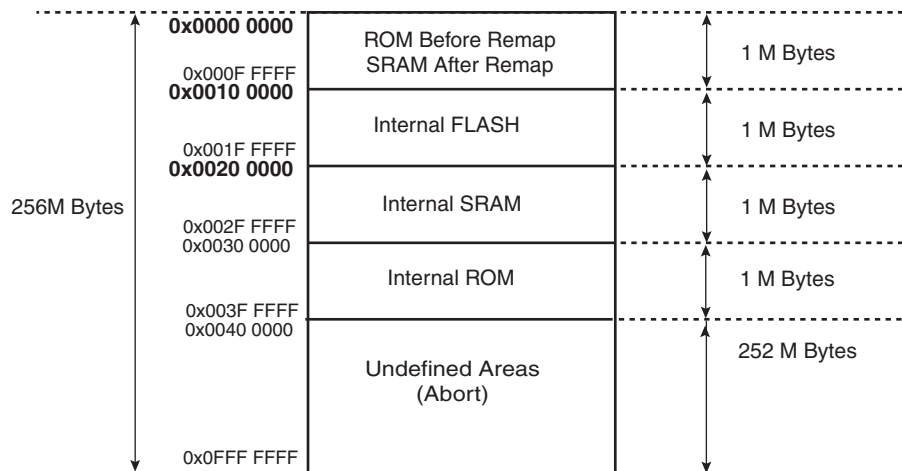 0x0000 0000
ROM Before Remap
SRAM After Remap
1 M Bytes
0x000F FFFF
0x0010 0000
Internal FLASH
1 M Bytes
0x001F FFFF
0x0020 0000
256M Bytes
Internal SRAM
1 M Bytes
0x002F FFFF
0x0030 0000
Internal ROM
1 M Bytes
0x003F FFFF
0x0040 0000
252 M Bytes
Undefined Areas
(Abort)
0x0FFF FFFF